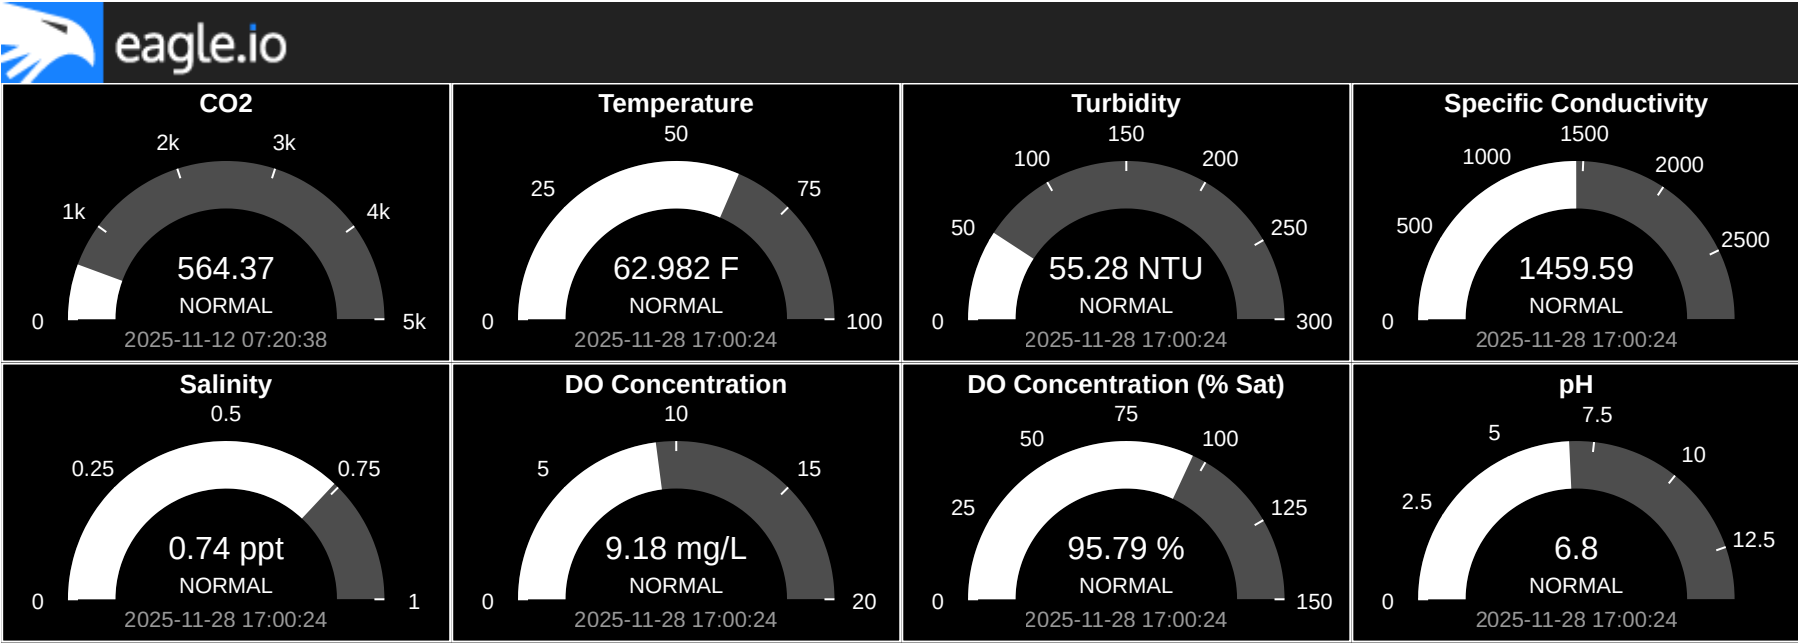 eagle.io
CO2
0
1k
2k
3k
4k
5k
564.37
NORMAL
2025-11-12 07:20:38
Temperature
0
25
50
75
100
62.982 F
NORMAL
2025-11-28 17:00:24
Turbidity
0
50
100
150
200
250
300
55.28 NTU
NORMAL
2025-11-28 17:00:24
Specific Conductivity
0
500
1000
1500
2000
2500
1459.59
NORMAL
2025-11-28 17:00:24
Salinity
0
0.25
0.5
0.75
1
0.74 ppt
NORMAL
2025-11-28 17:00:24
DO Concentration
0
5
10
15
20
9.18 mg/L
NORMAL
2025-11-28 17:00:24
DO Concentration (% Sat)
0
25
50
75
100
125
150
95.79 %
NORMAL
2025-11-28 17:00:24
pH
0
2.5
5
7.5
10
12.5
6.8
NORMAL
2025-11-28 17:00:24